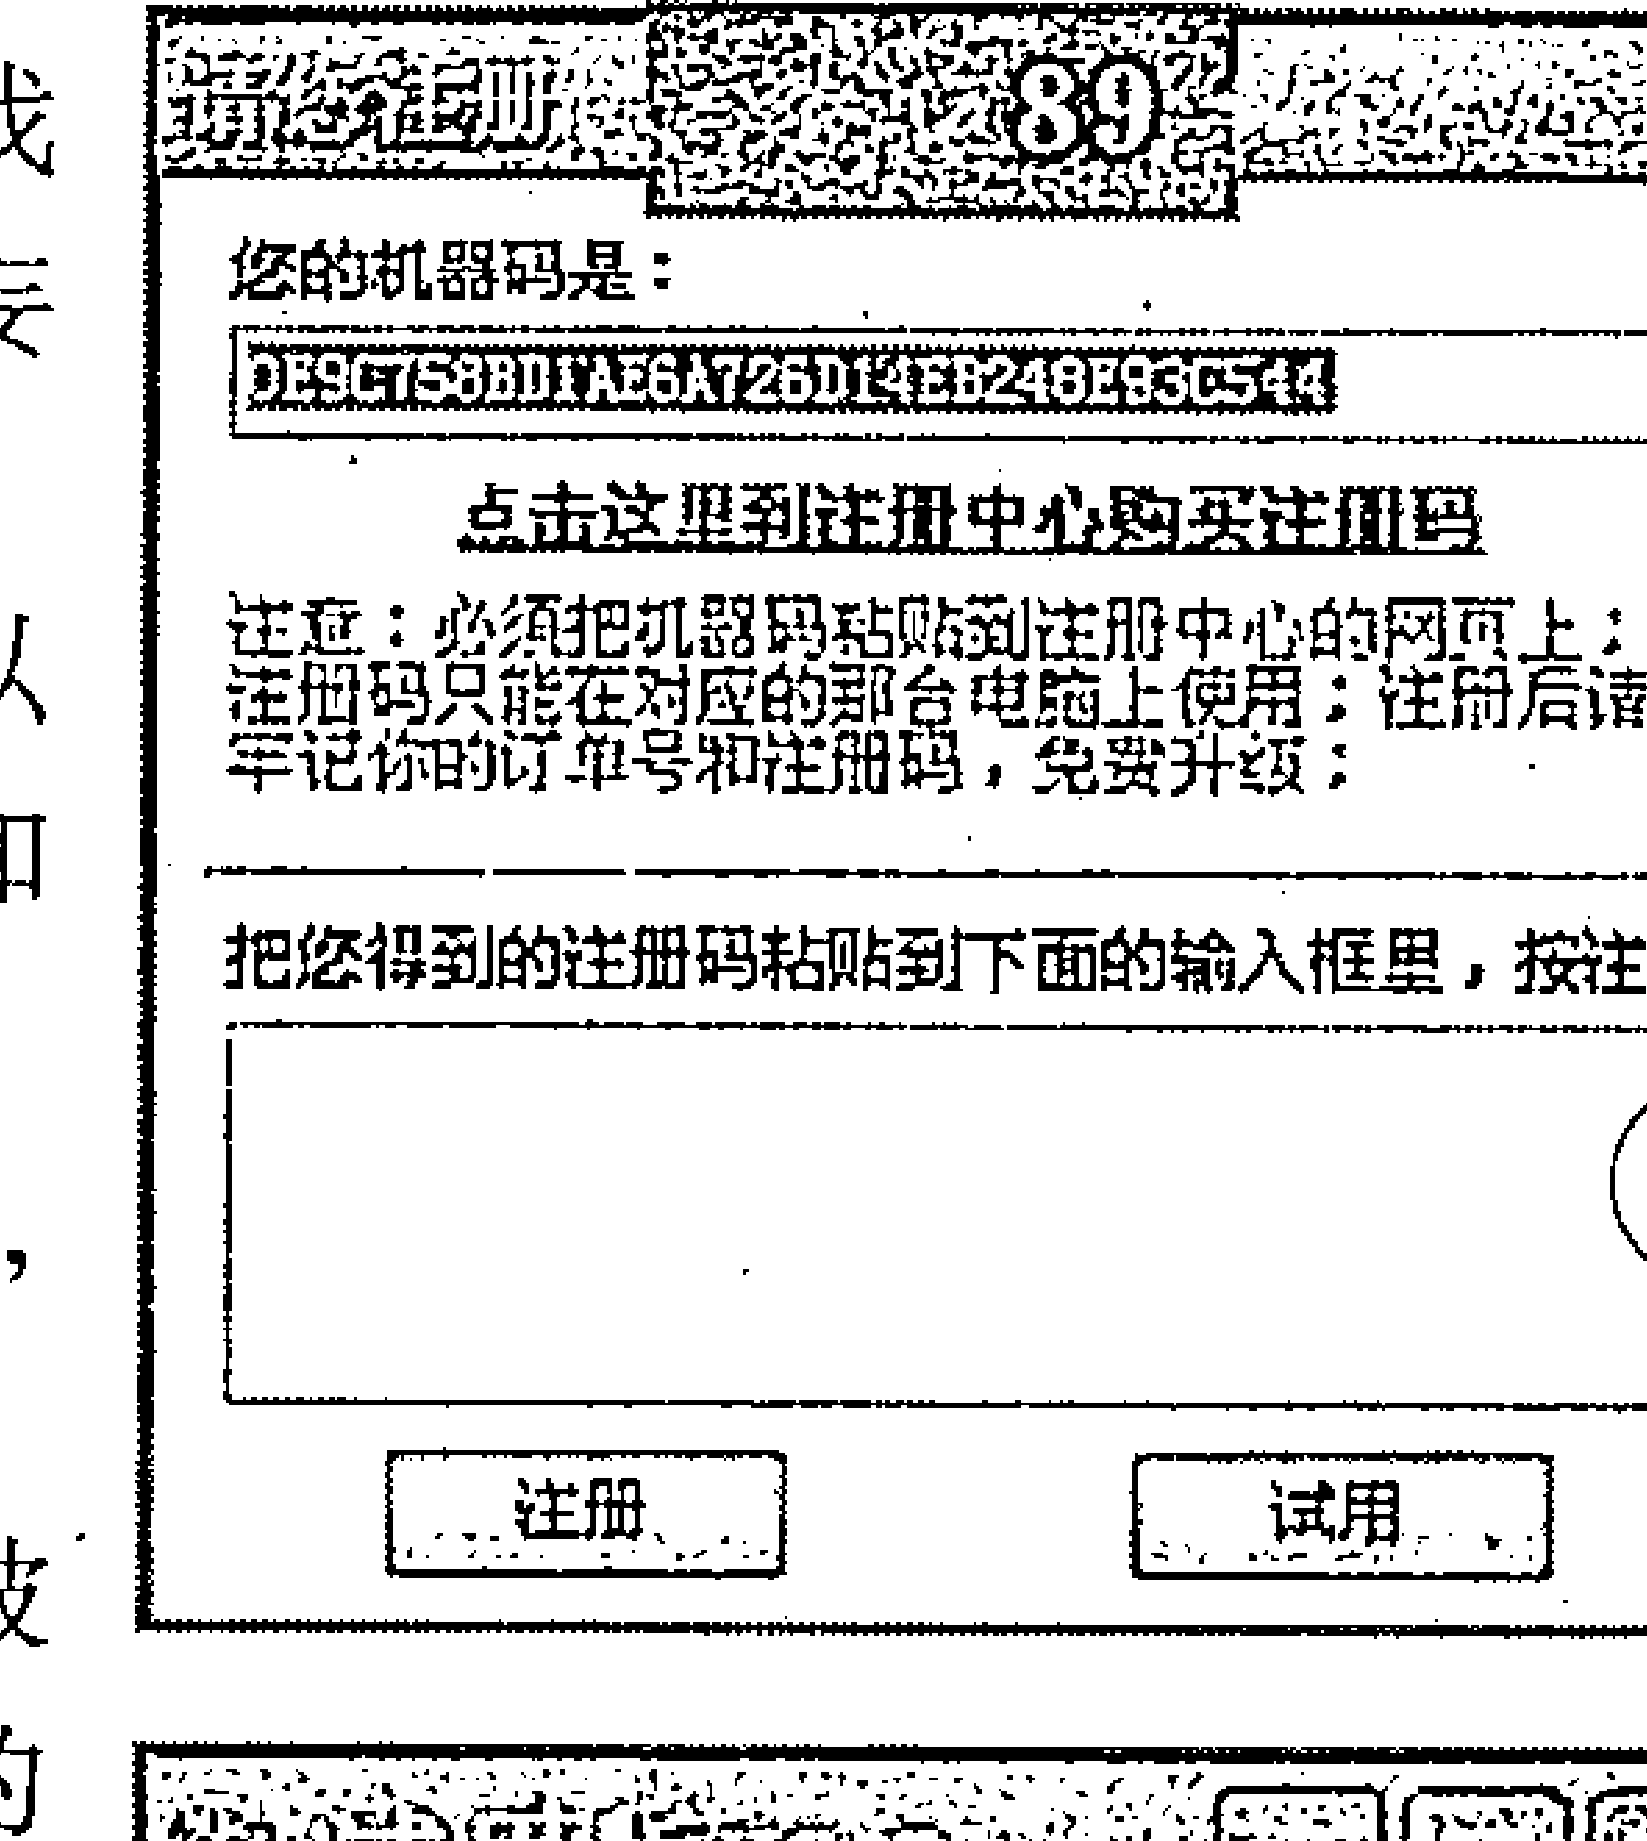 请您注册
89
您的机器码是：
点击这里到注册中心购买注册码
注意：必须把机器码粘贴到注册中心的网页上；
注册码只能在对应的那台电脑上使用；注册后请
牢记你的订单号和注册码，免费升级；
把您得到的注册码粘贴到下面的输入框里，按注
注册
试用